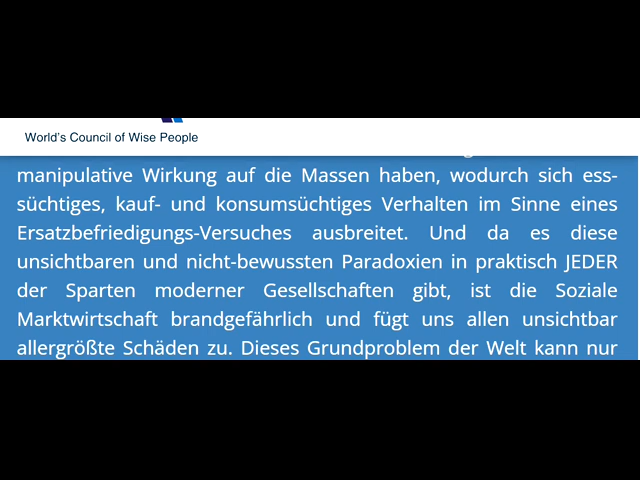 World's Council of Wise People
manipulative Wirkung auf die Massen haben, wodurch sich ess-
süchtiges, kauf- und konsumsüchtiges Verhalten im Sinne eines
Ersatzbefriedigungs-Versuches ausbreitet. Und da es diese
unsichtbaren und nicht-bewussten Paradoxien in praktisch JEDER
der Sparten moderner Gesellschaften gibt, ist die Soziale
Marktwirtschaft brandgefährlich und fügt uns allen unsichtbar
allergrößte Schäden zu. Dieses Grundproblem der Welt kann nur